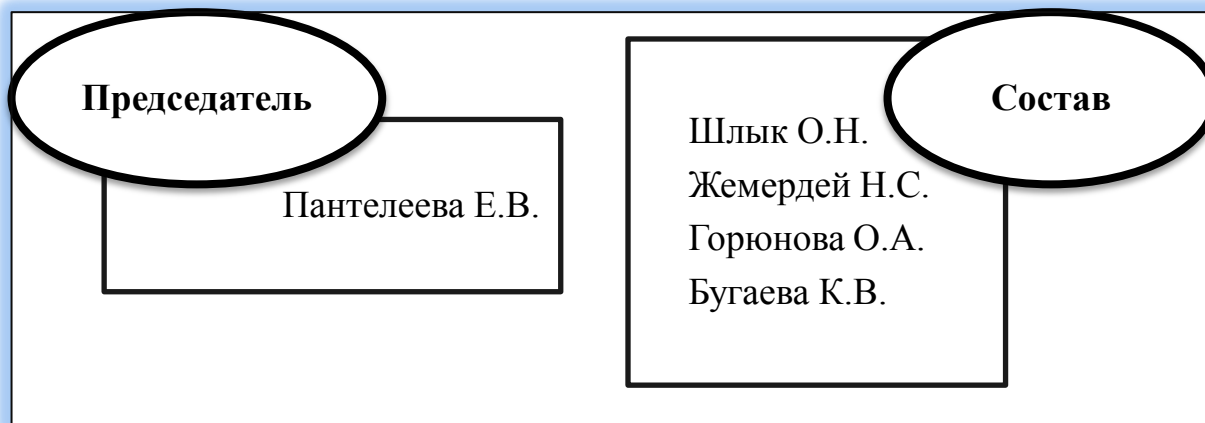 Председатель
Пантелеева Е.В.
Состав
Шлык О.Н.
Жемердей Н.С.
Горюнова О.А.
Бугаева К.В.